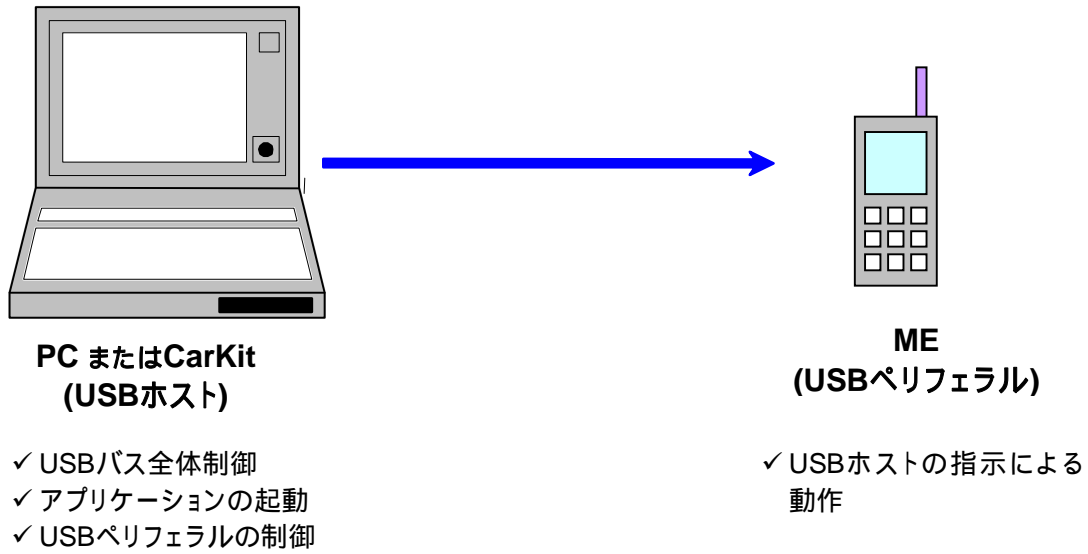 PC またはCarKit
(USBホスト)
✓ USBバス全体制御
✓ アプリケーションの起動
✓ USBペリフェラルの制御
ME
(USBペリフェラル)
✓ USBホストの指示による
動作